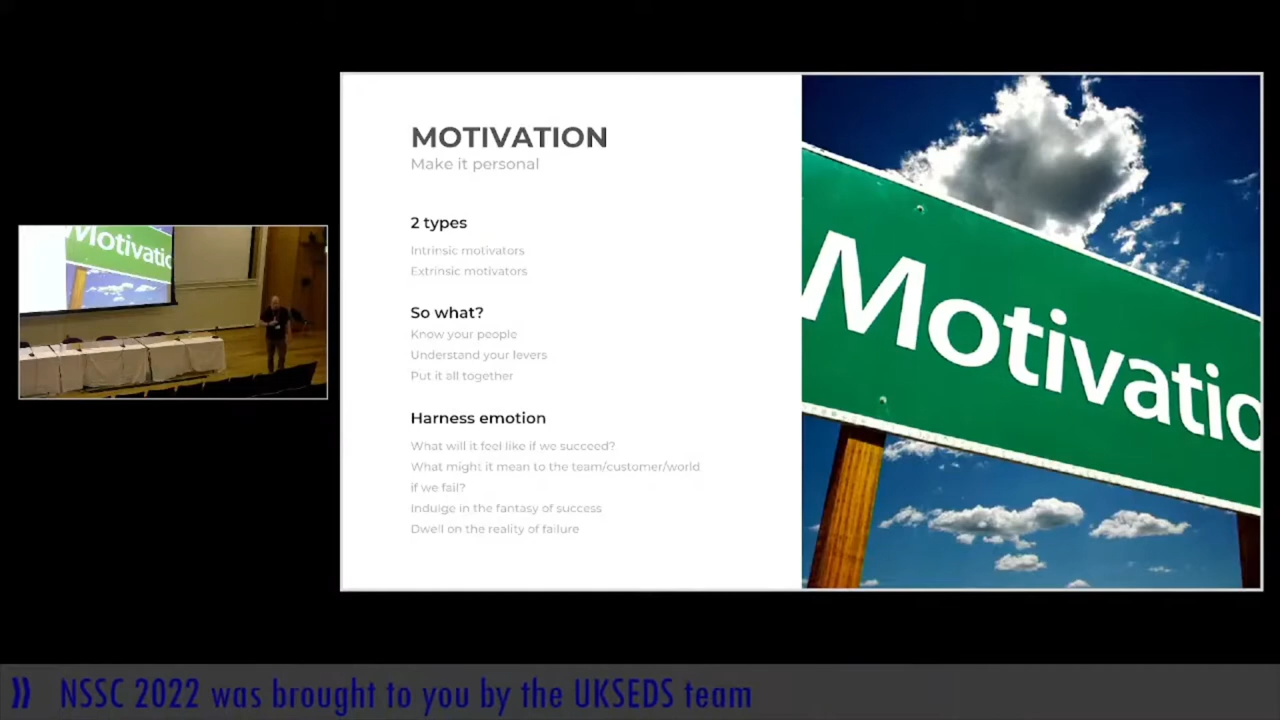 MOTIVATION
Make it personal
2 types
Intrinsic motivators
Extrinsic motivators
So what?
Know your people
Understand your levers
Put it all together
Harness emotion
What will it feel like if we succeed?
What might it mean to the team/customer/world
if we fail?
Indulge in the fantasy of success
Dwell on the reality of failure
Motivatio
Motivatio
» NSSC 2022 was brought to you by the UKSEDS team